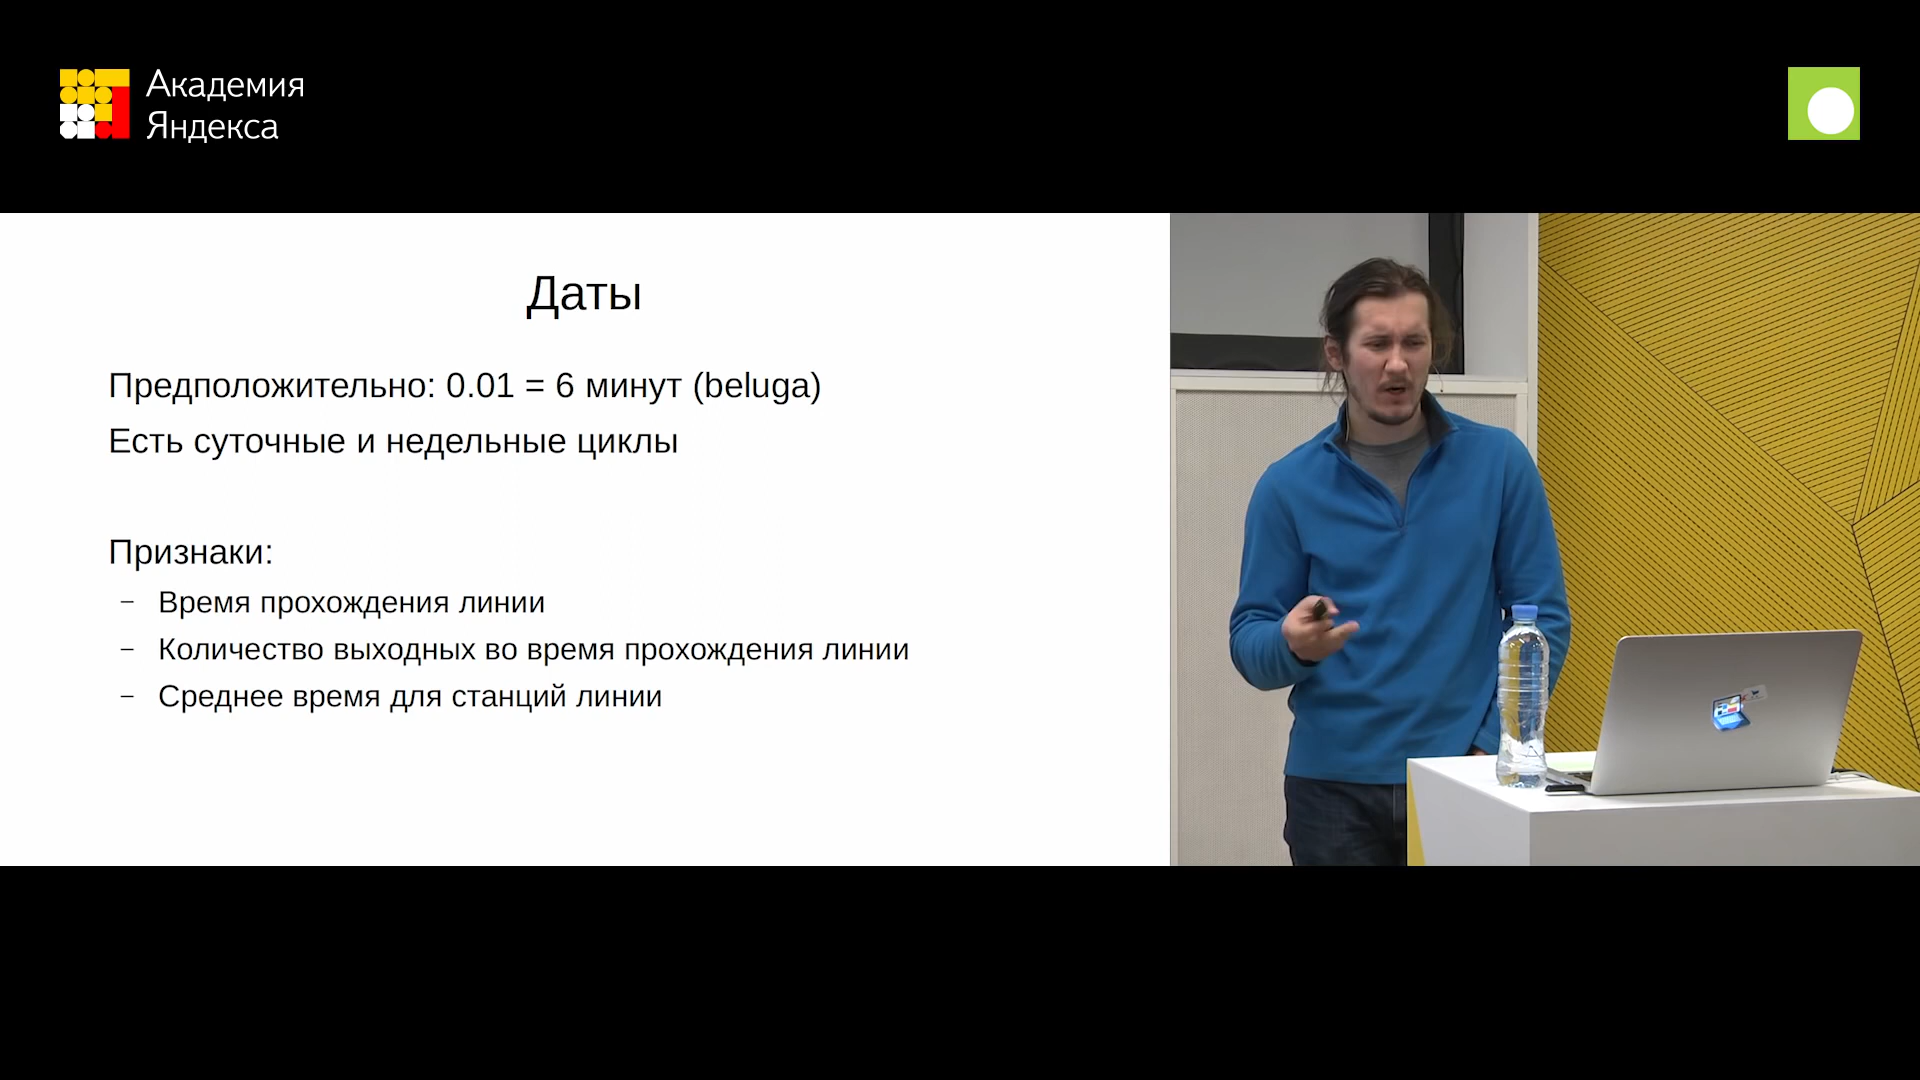 Академия
Яндекса
Даты
Предположительно: 0.01 = 6 минут (beluga)
Есть суточные и недельные циклы
Признаки:
– Время прохождения линии
– Количество выходных во время прохождения линии
– Среднее время для станций линии